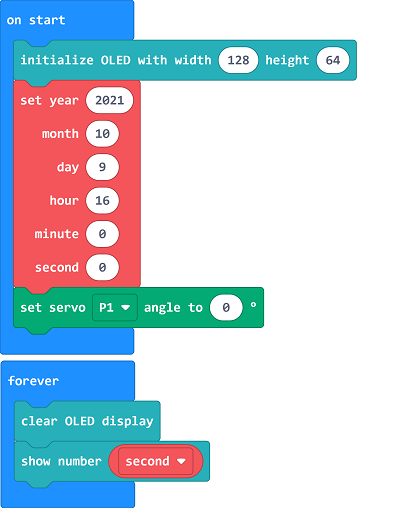 on start
initialize OLED with width 128 height 64
set year 2021
month 10
day 9
hour 16
minute 0
second 0
set servo P1 angle to 0 °
forever
clear OLED display
show number second